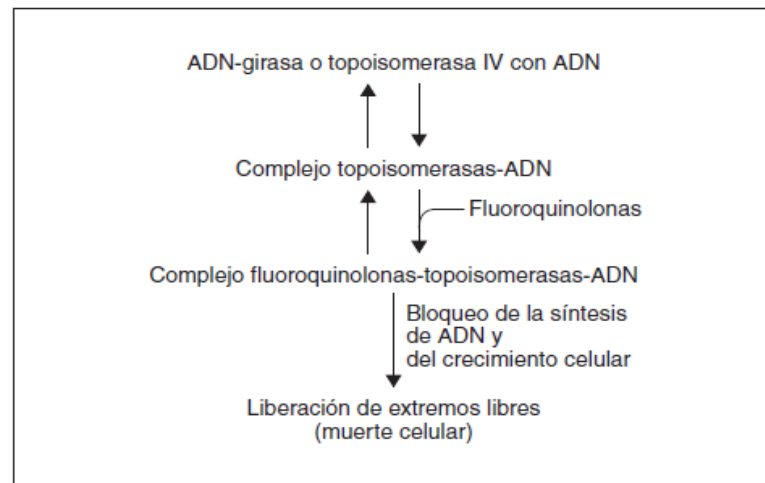 ADN-girasa o topoisomerasa IV con ADN
Complejo topoisomerasas-ADN
Fluoroquinolonas
Complejo fluoroquinolonas-topoisomerasas-ADN
Bloqueo de la síntesis
de ADN y
del crecimiento celular
Liberación de extremos libres
(muerte celular)